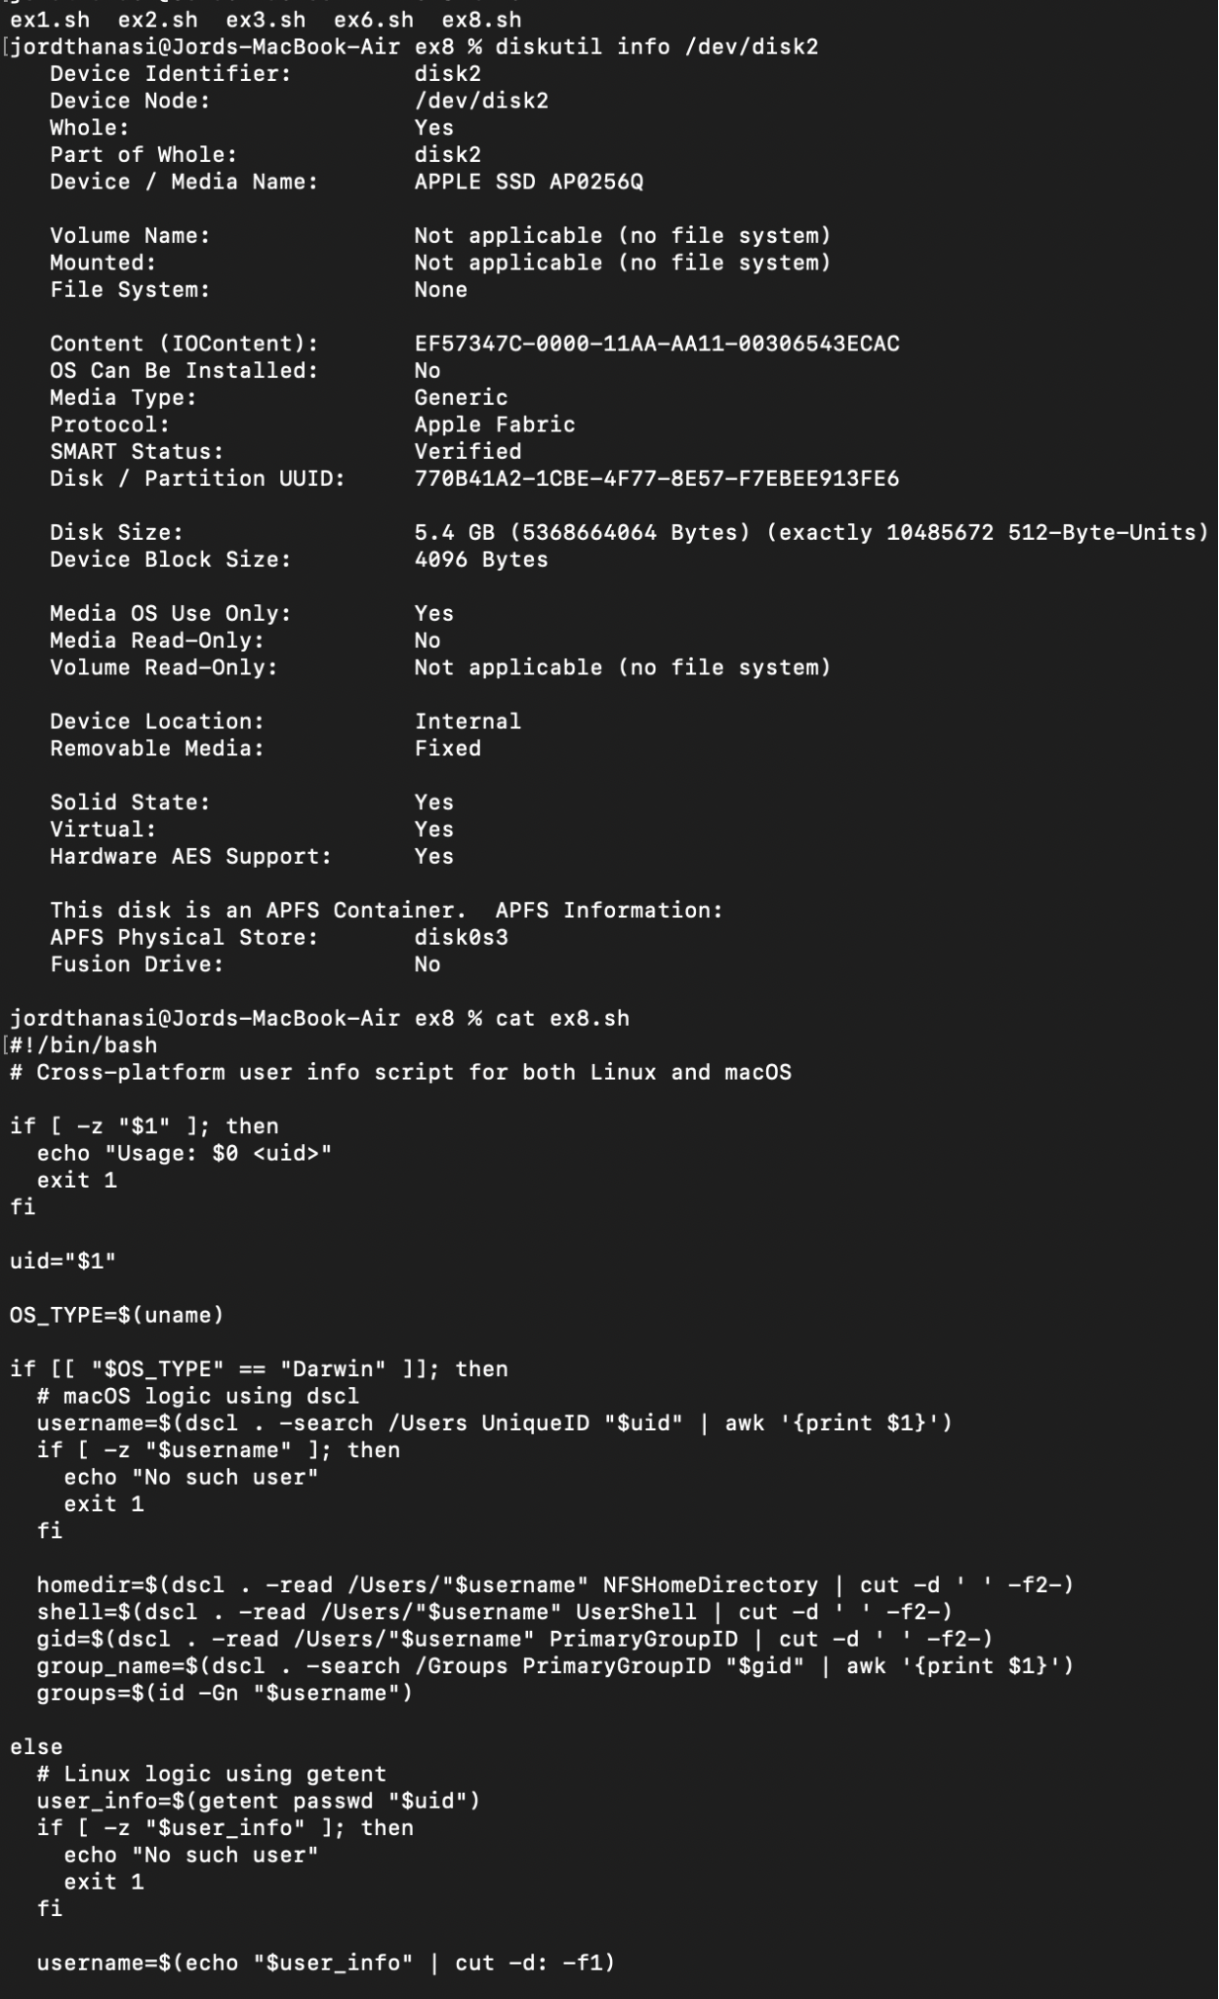 ex1.sh  ex2.sh  ex3.sh  ex6.sh  ex8.sh
[jordthanasi@Jords-MacBook-Air ex8 % diskutil info /dev/disk2
   Device Identifier:         disk2
   Device Node:               /dev/disk2
   Whole:                     Yes
   Part of Whole:             disk2
   Device / Media Name:       APPLE SSD AP0256Q

   Volume Name:               Not applicable (no file system)
   Mounted:                   Not applicable (no file system)
   File System:               None

   Content (IOContent):       EF57347C-0000-11AA-AA11-00306543ECAC
   OS Can Be Installed:       No
   Media Type:                Generic
   Protocol:                  Apple Fabric
   SMART Status:              Verified
   Disk / Partition UUID:     770B41A2-1CBE-4F77-8E57-F7EBEE913FE6

   Disk Size:                 5.4 GB (5368664064 Bytes) (exactly 10485672 512-Byte-Units)
   Device Block Size:         4096 Bytes

   Media OS Use Only:         Yes
   Media Read-Only:           No
   Volume Read-Only:          Not applicable (no file system)

   Device Location:           Internal
   Removable Media:           Fixed

   Solid State:               Yes
   Virtual:                   Yes
   Hardware AES Support:      Yes

   This disk is an APFS Container.  APFS Information:
   APFS Physical Store:       disk0s3
   Fusion Drive:              No

jordthanasi@Jords-MacBook-Air ex8 % cat ex8.sh
[#!/bin/bash
# Cross-platform user info script for both Linux and macOS

if [ -z "$1" ]; then
  echo "Usage: $0 <uid>"
  exit 1
fi

uid="$1"

OS_TYPE=$(uname)

if [[ "$OS_TYPE" == "Darwin" ]]; then
  # macOS logic using dscl
  username=$(dscl . -search /Users UniqueID "$uid" | awk '{print $1}')
  if [ -z "$username" ]; then
    echo "No such user"
    exit 1
  fi

  homedir=$(dscl . -read /Users/"$username" NFSHomeDirectory | cut -d ' ' -f2-)
  shell=$(dscl . -read /Users/"$username" UserShell | cut -d ' ' -f2-)
  gid=$(dscl . -read /Users/"$username" PrimaryGroupID | cut -d ' ' -f2-)
  group_name=$(dscl . -search /Groups PrimaryGroupID "$gid" | awk '{print $1}')
  groups=$(id -Gn "$username")

else
  # Linux logic using getent
  user_info=$(getent passwd "$uid")
  if [ -z "$user_info" ]; then
    echo "No such user"
    exit 1
  fi

  username=$(echo "$user_info" | cut -d: -f1)